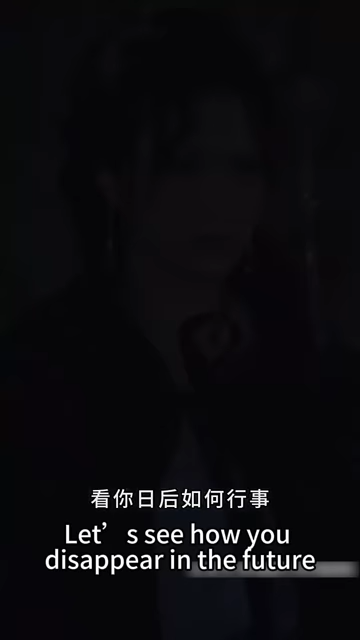 看你日后如何行事
Let's see how you
disappear in the future